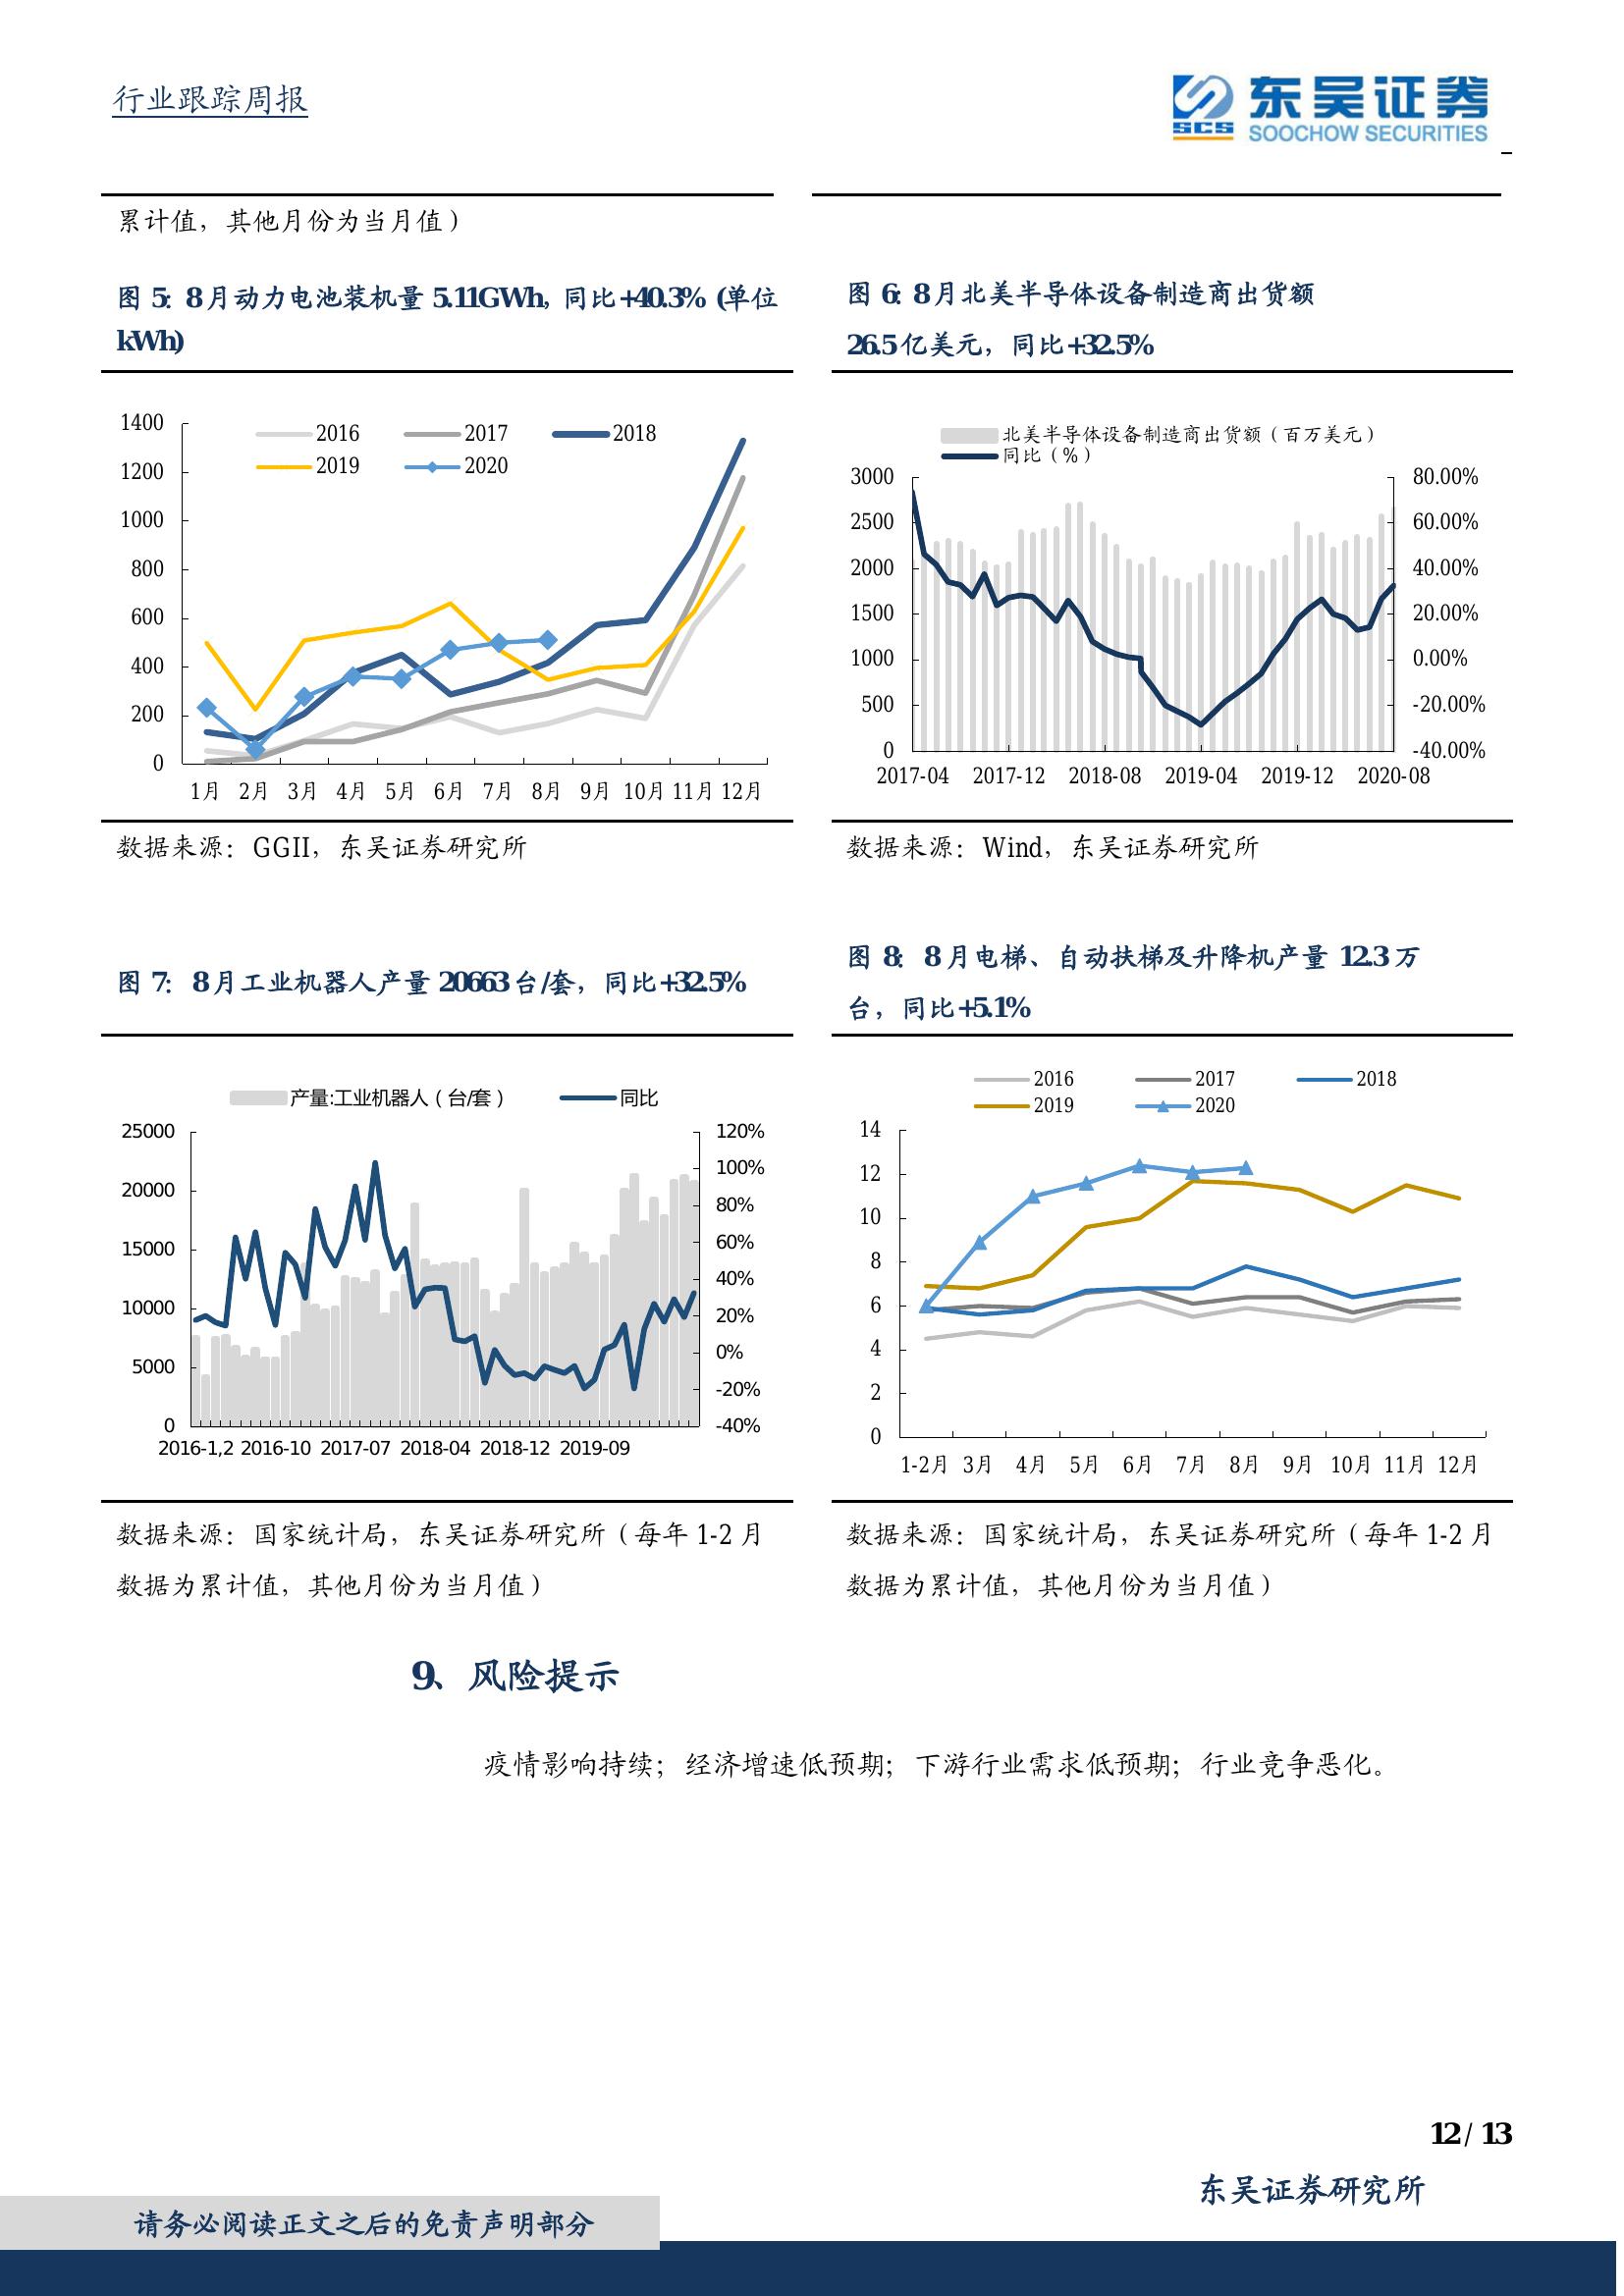 行业跟踪周报
SCS
东吴证券
SOOCHOW SECURITIES
累计值，其他月份为当月值）
图 5：8 月动力电池装机量 5.11GWh，同比+40.3% (单位
kWh)
1400
1200
1000
800
600
400
200
0
2016
2017
2018
2019
2020
1月 2月 3月 4月 5月 6月 7月 8月 9月 10月 11月 12月
数据来源：GGII，东吴证券研究所
图 6：8 月北美半导体设备制造商出货额
26.5 亿美元，同比+32.5%
北美半导体设备制造商出货额（百万美元）
同比（%）
3000
2500
2000
1500
1000
500
0
80.00%
60.00%
40.00%
20.00%
0.00%
-20.00%
-40.00%
2017-04 2017-12 2018-08 2019-04 2019-12 2020-08
数据来源：Wind，东吴证券研究所
图 7：8 月工业机器人产量 20663 台/套，同比+32.5%
产量:工业机器人（台/套）
同比
25000
20000
15000
10000
5000
0
120%
100%
80%
60%
40%
20%
0%
-20%
-40%
2016-1,2 2016-10 2017-07 2018-04 2018-12 2019-09
数据来源：国家统计局，东吴证券研究所（每年 1-2 月
数据为累计值，其他月份为当月值）
图 8：8 月电梯、自动扶梯及升降机产量 12.3 万
台，同比+5.1%
2016
2017
2018
2019
2020
14
12
10
8
6
4
2
0
1-2月 3月 4月 5月 6月 7月 8月 9月 10月 11月 12月
数据来源：国家统计局，东吴证券研究所（每年 1-2 月
数据为累计值，其他月份为当月值）
9、风险提示
疫情影响持续；经济增速低预期；下游行业需求低预期；行业竞争恶化。
12 / 13
东吴证券研究所
请务必阅读正文之后的免责声明部分